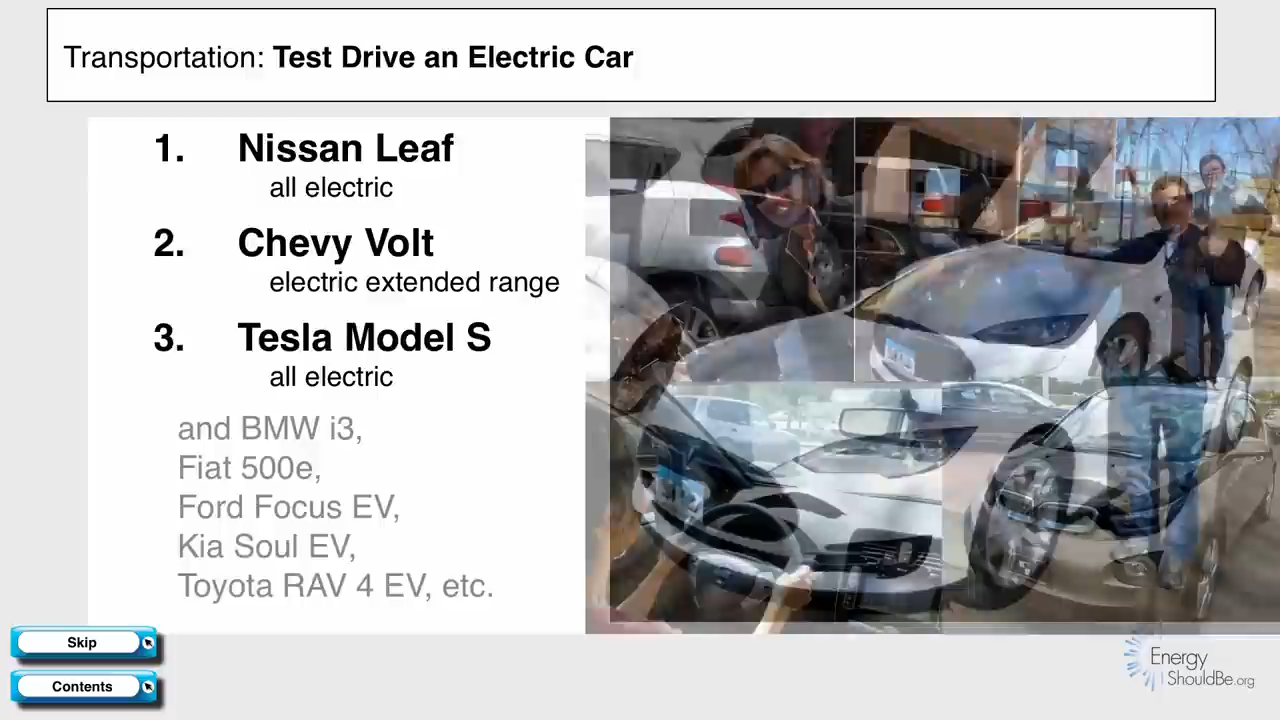 Transportation: Test Drive an Electric Car
1. Nissan Leaf
all electric
2. Chevy Volt
electric extended range
3. Tesla Model S
all electric
and BMW i3,
Fiat 500e,
Ford Focus EV,
Kia Soul EV,
Toyota RAV 4 EV, etc.
Skip
Contents
Energy
ShouldBe.org